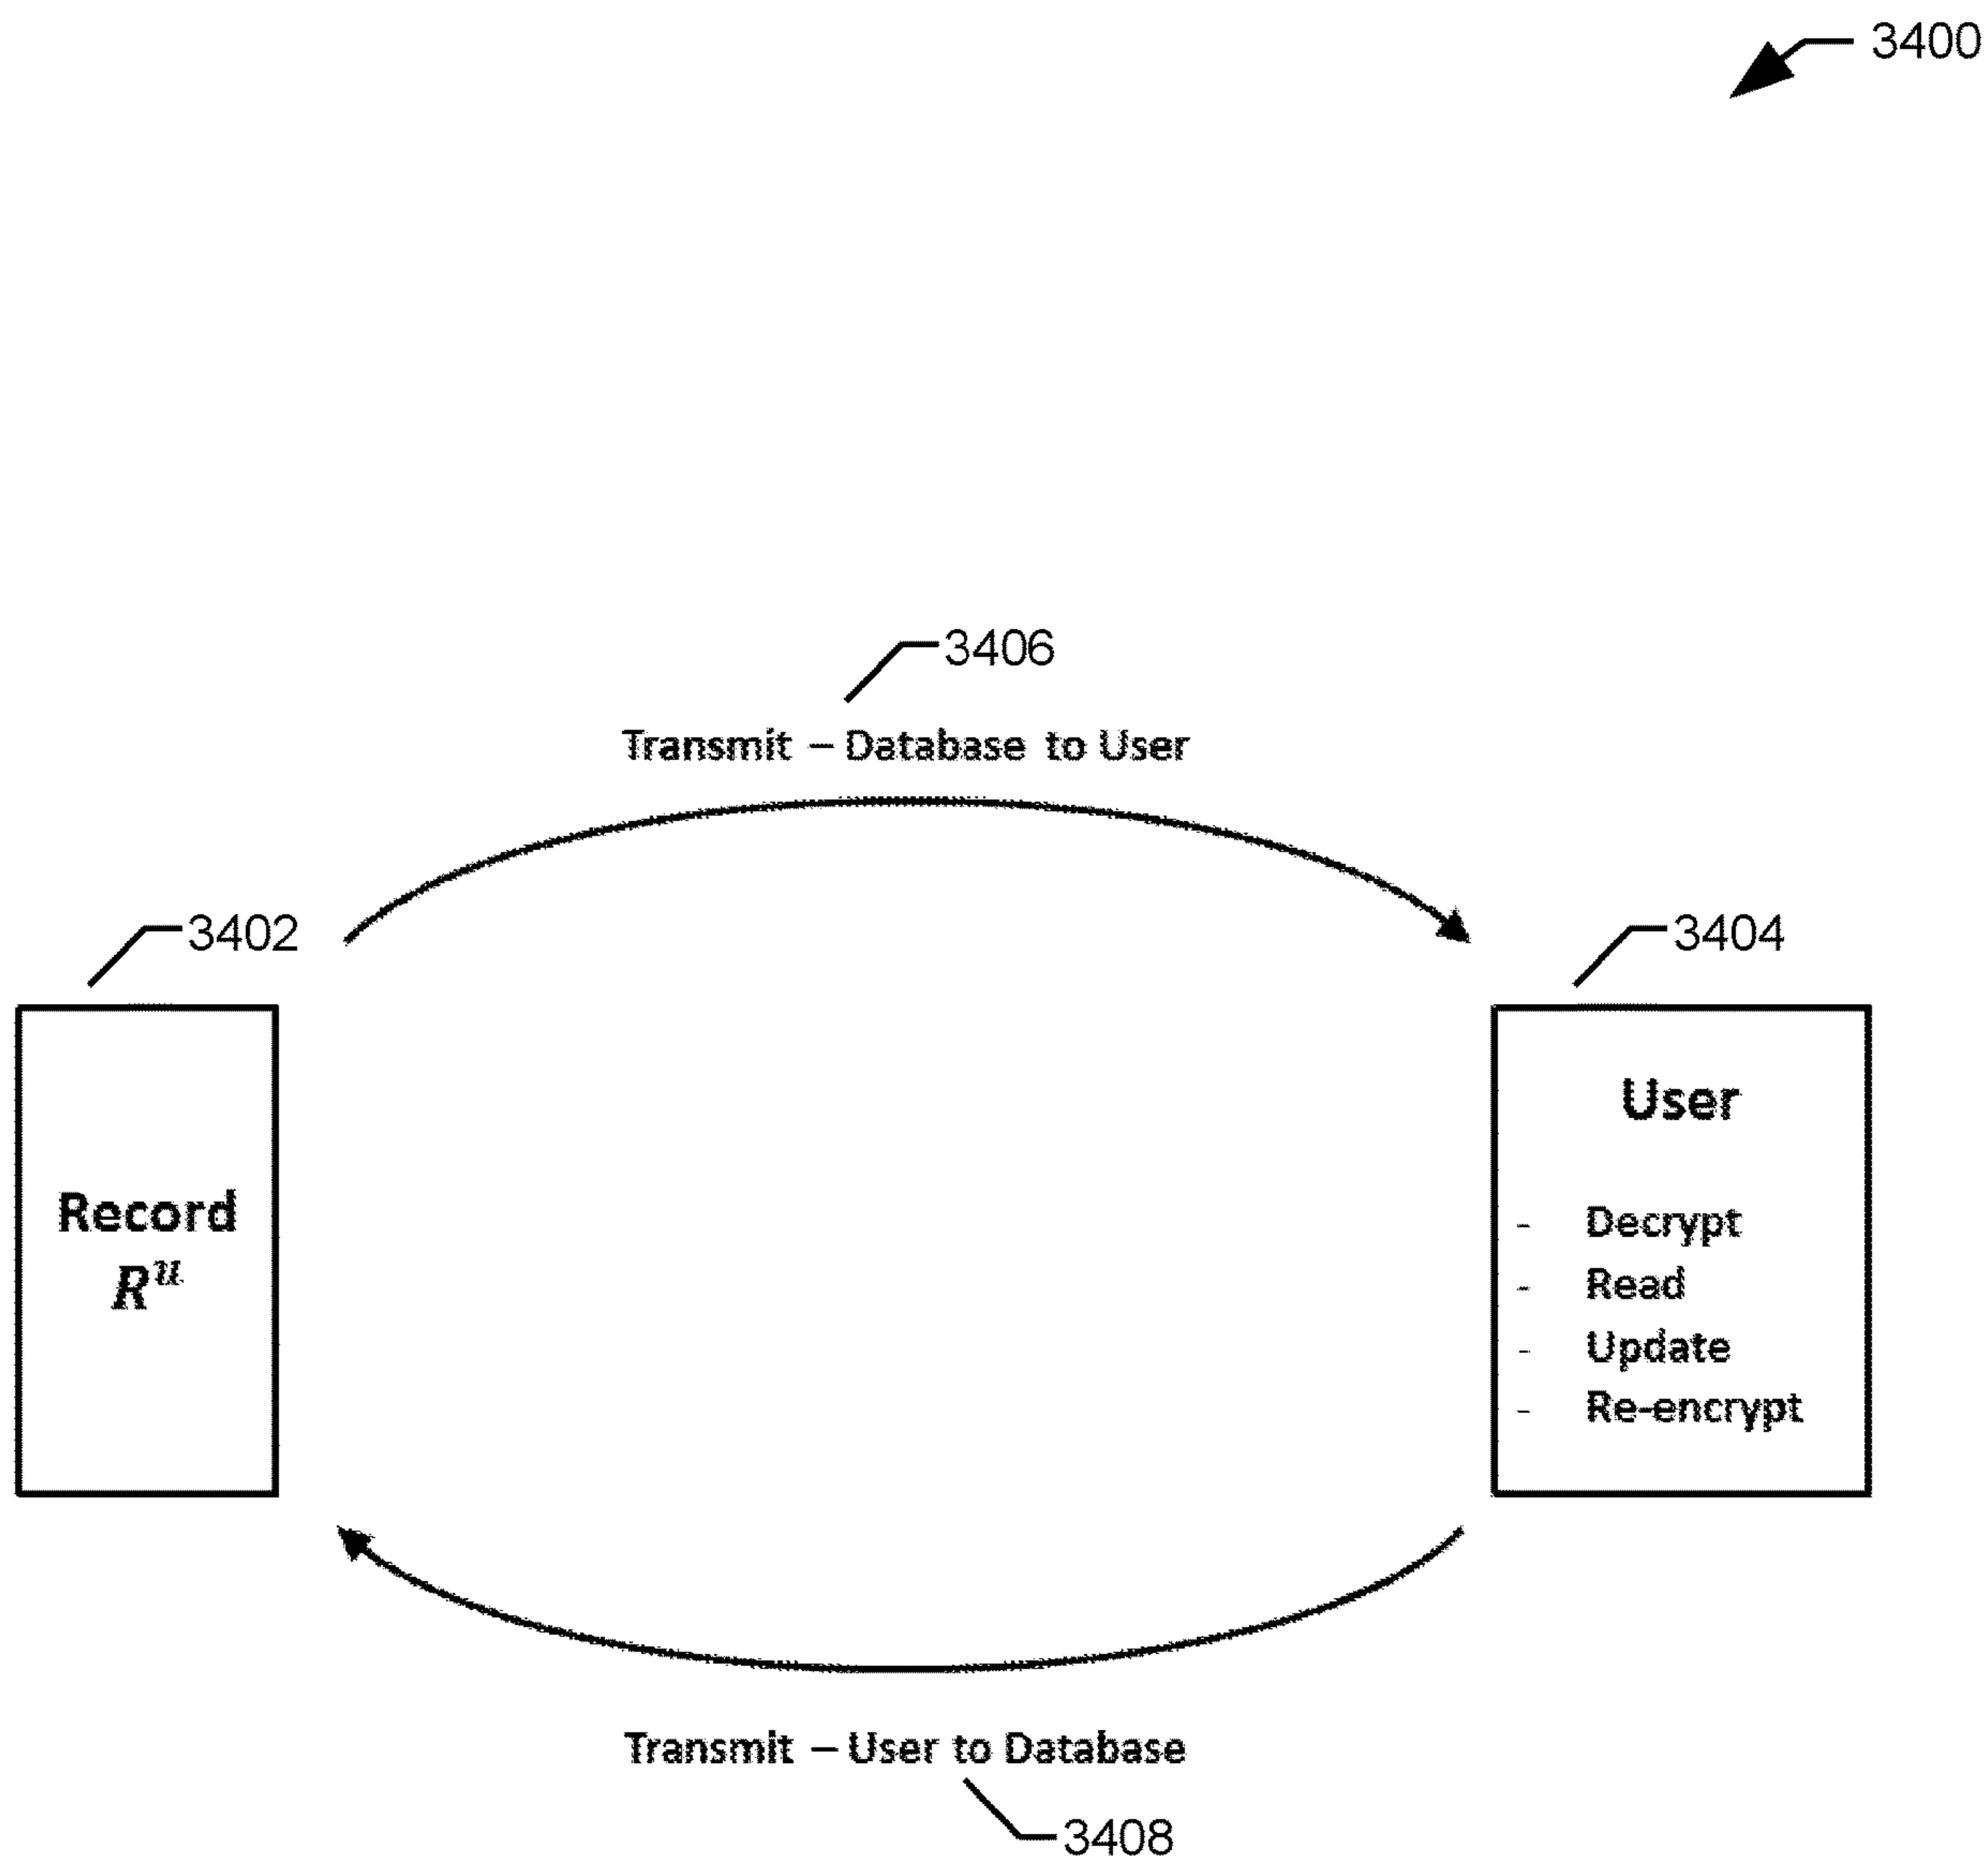 3400
3406
Transmit – Database to User
3402
3404
Record
R^u
User
- Decrypt
- Read
- Update
- Re-encrypt
Transmit – User to Database
3408